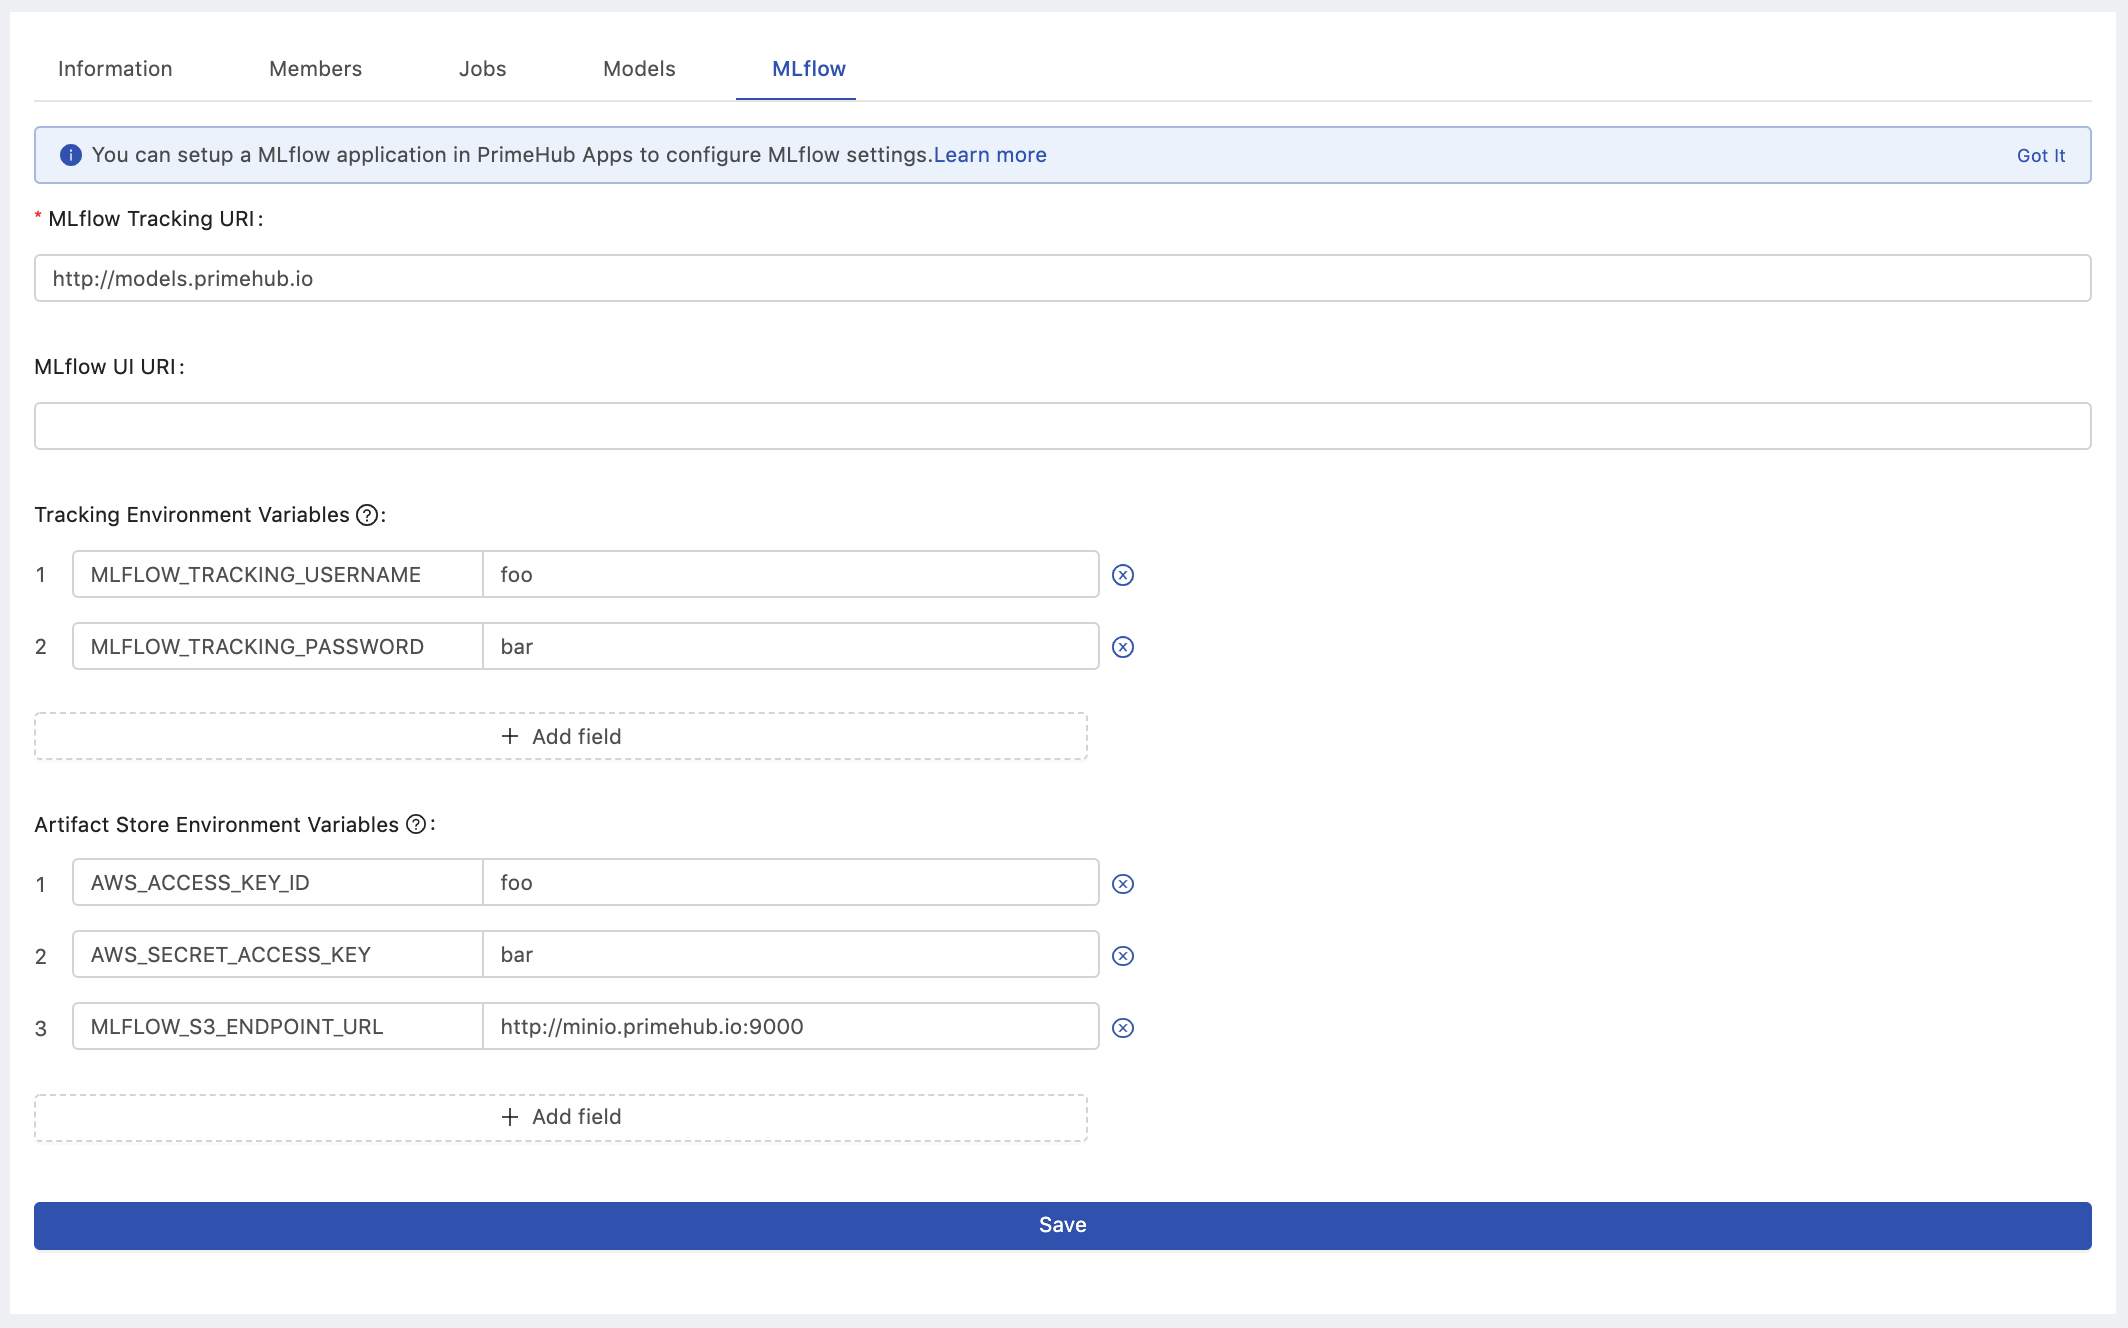 Information Members Jobs Models MLflow
You can setup a MLflow application in PrimeHub Apps to configure MLflow settings.Learn more Got It
* MLflow Tracking URI:
http://models.primehub.io
MLflow UI URI:
Tracking Environment Variables ?:
1 MLFLOW_TRACKING_USERNAME foo
2 MLFLOW_TRACKING_PASSWORD bar
+ Add field
Artifact Store Environment Variables ?:
1 AWS_ACCESS_KEY_ID foo
2 AWS_SECRET_ACCESS_KEY bar
3 MLFLOW_S3_ENDPOINT_URL http://minio.primehub.io:9000
+ Add field
Save